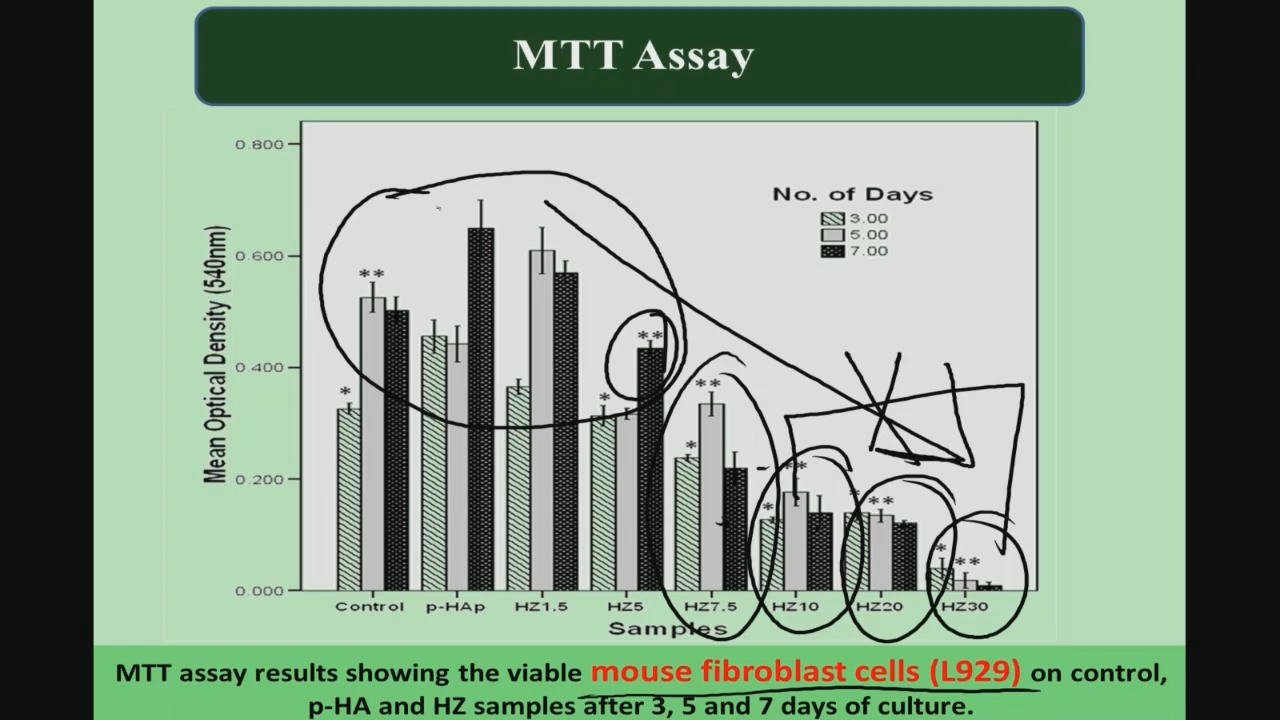 MTT Assay
0.800
0.600
0.400
0.200
0.000
Mean Optical Density (540nm)
No. of Days
3.00
5.00
7.00
* ** * ** * ** * ** * ** * **
Control p-HAp HZ1.5 HZ5 HZ7.5 HZ10 HZ20 HZ30
Samples
MTT assay results showing the viable mouse fibroblast cells (L929) on control,
p-HA and HZ samples after 3, 5 and 7 days of culture.